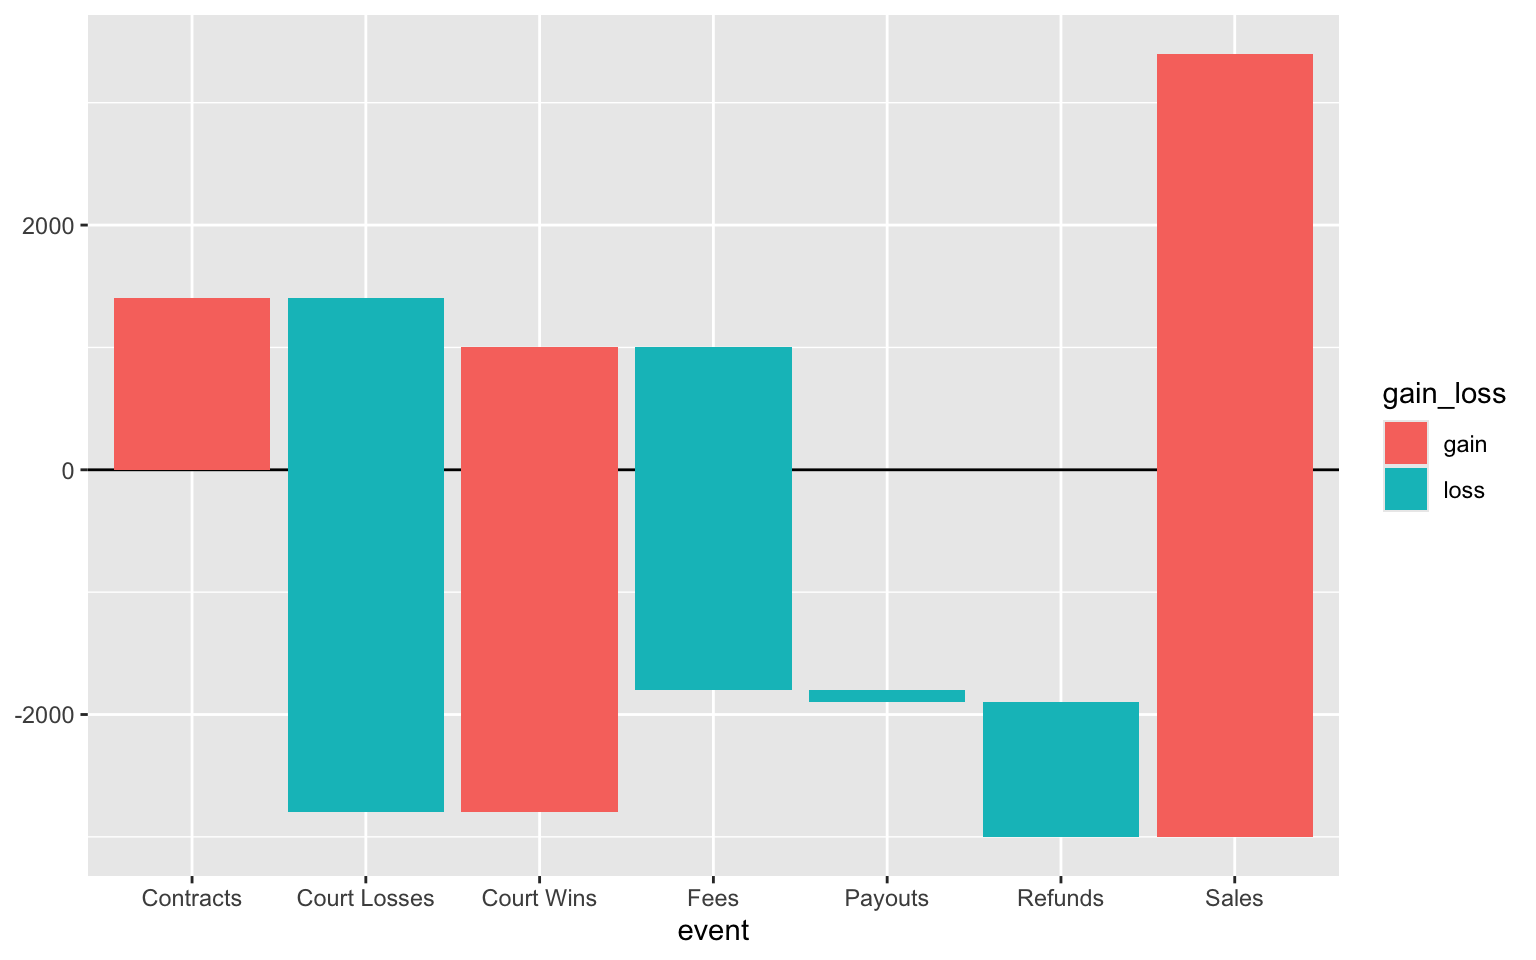 2000
0
-2000
Contracts Court Losses Court Wins Fees Payouts Refunds Sales
event
gain_loss
gain
loss